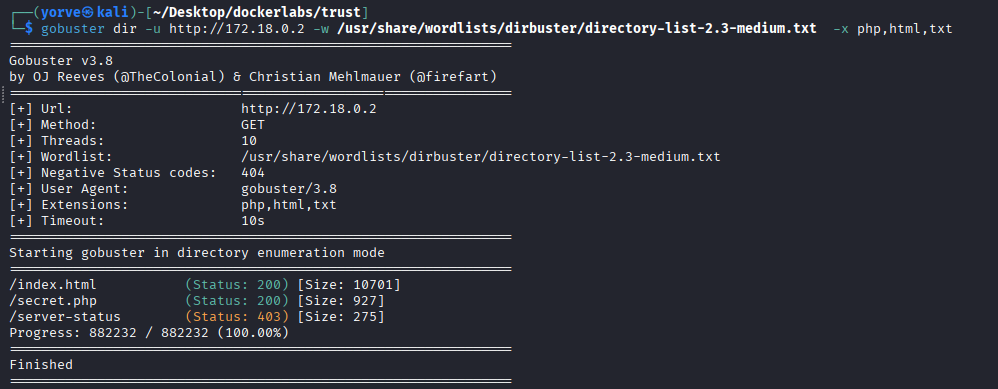 ┌──(yorve㉿kali)-[~/Desktop/dockerlabs/trust]
└─$ gobuster dir -u http://172.18.0.2 -w /usr/share/wordlists/dirbuster/directory-list-2.3-medium.txt  -x php,html,txt
===============================================================
Gobuster v3.8
by OJ Reeves (@TheColonial) & Christian Mehlmauer (@firefart)
===============================================================
[+] Url:                     http://172.18.0.2
[+] Method:                  GET
[+] Threads:                 10
[+] Wordlist:                /usr/share/wordlists/dirbuster/directory-list-2.3-medium.txt
[+] Negative Status codes:   404
[+] User Agent:              gobuster/3.8
[+] Extensions:              php,html,txt
[+] Timeout:                 10s
===============================================================
Starting gobuster in directory enumeration mode
===============================================================
/index.html           (Status: 200) [Size: 10701]
/secret.php           (Status: 200) [Size: 927]
/server-status        (Status: 403) [Size: 275]
Progress: 882232 / 882232 (100.00%)
===============================================================
Finished
===============================================================